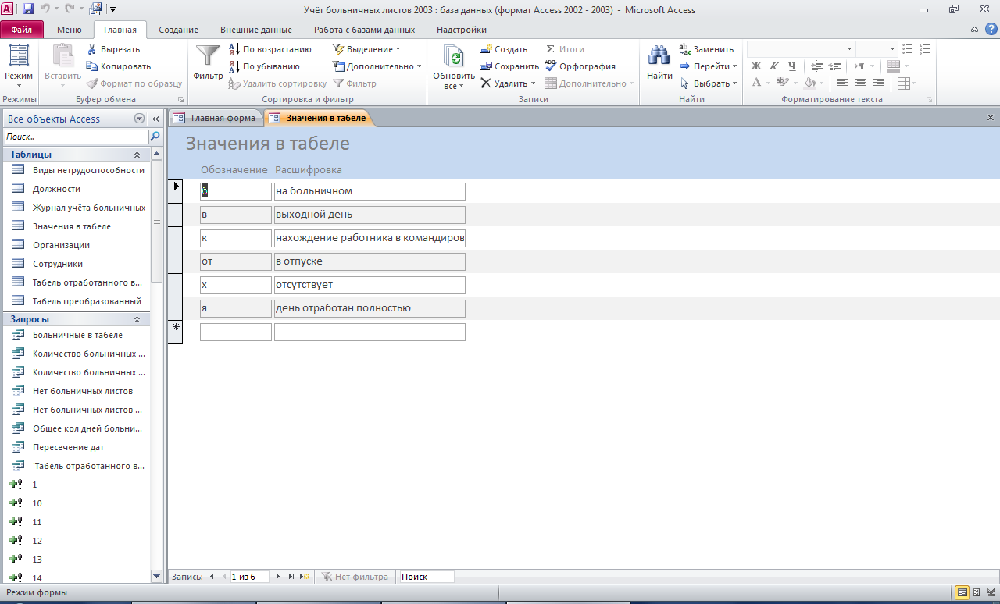 Учёт больничных листов 2003 : база данных (формат Access 2002 - 2003) - Microsoft Access
Файл Меню Главная Создание Внешние данные Работа с базами данных Надстройки
Режим
Режимы
Вставить
Вырезать
Копировать
Формат по образцу
Буфер обмена
Фильтр
По возрастанию
По убыванию
Удалить сортировку
Выделение
Дополнительно
Фильтр
Сортировка и фильтр
Обновить
все
Создать
Сохранить
Удалить
Итоги
Орфография
Дополнительно
Записи
Найти
Заменить
Перейти
Выбрать
Найти
Ж К Ч
А
Форматирование текста
Все объекты Access
Поиск...
Таблицы
Виды нетрудоспособности
Должности
Журнал учёта больничных
Значения в табеле
Организации
Сотрудники
Табель отработанного в...
Табель преобразованный
Запросы
Больничные в табеле
Количество больничных ...
Количество больничных ...
Нет больничных листов
Нет больничных листов ...
Общее кол дней больни...
Пересечение дат
'Табель отработанного в...
1
10
11
12
13
14
Главная форма Значения в табеле
Значения в табеле
Обозначение Расшифровка
б на больничном
в выходной день
к нахождение работника в командиров
от в отпуске
х отсутствует
я день отработан полностью
Запись: 1 из 6 Нет фильтра Поиск
Режим формы